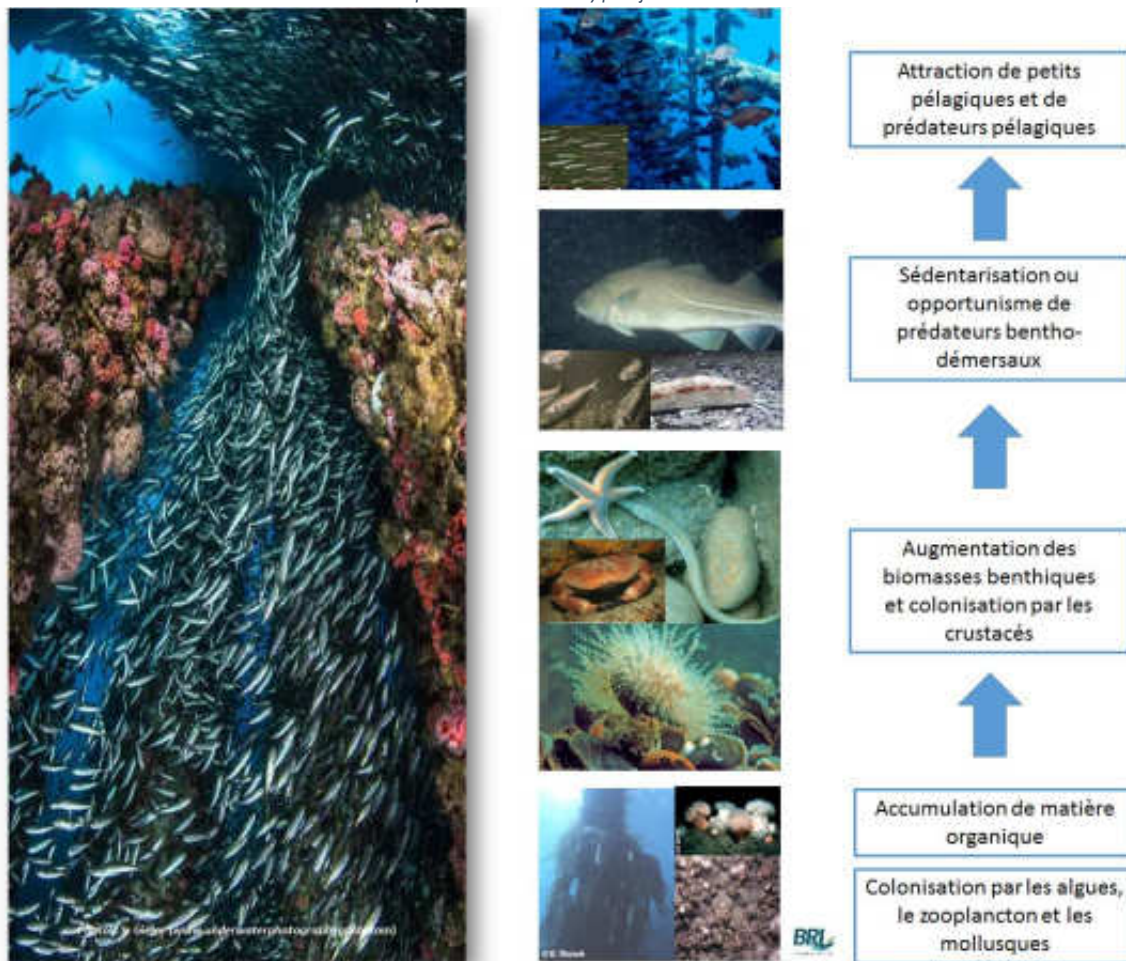 Attraction de petits
pélagiques et de
prédateurs pélagiques
Sédentarisation ou
opportunisme de
prédateurs bentho-
démersaux
Augmentation des
biomasses benthiques
et colonisation par les
crustacés
Accumulation de matière
organique
Colonisation par les algues,
le zooplancton et les
mollusques
BRL